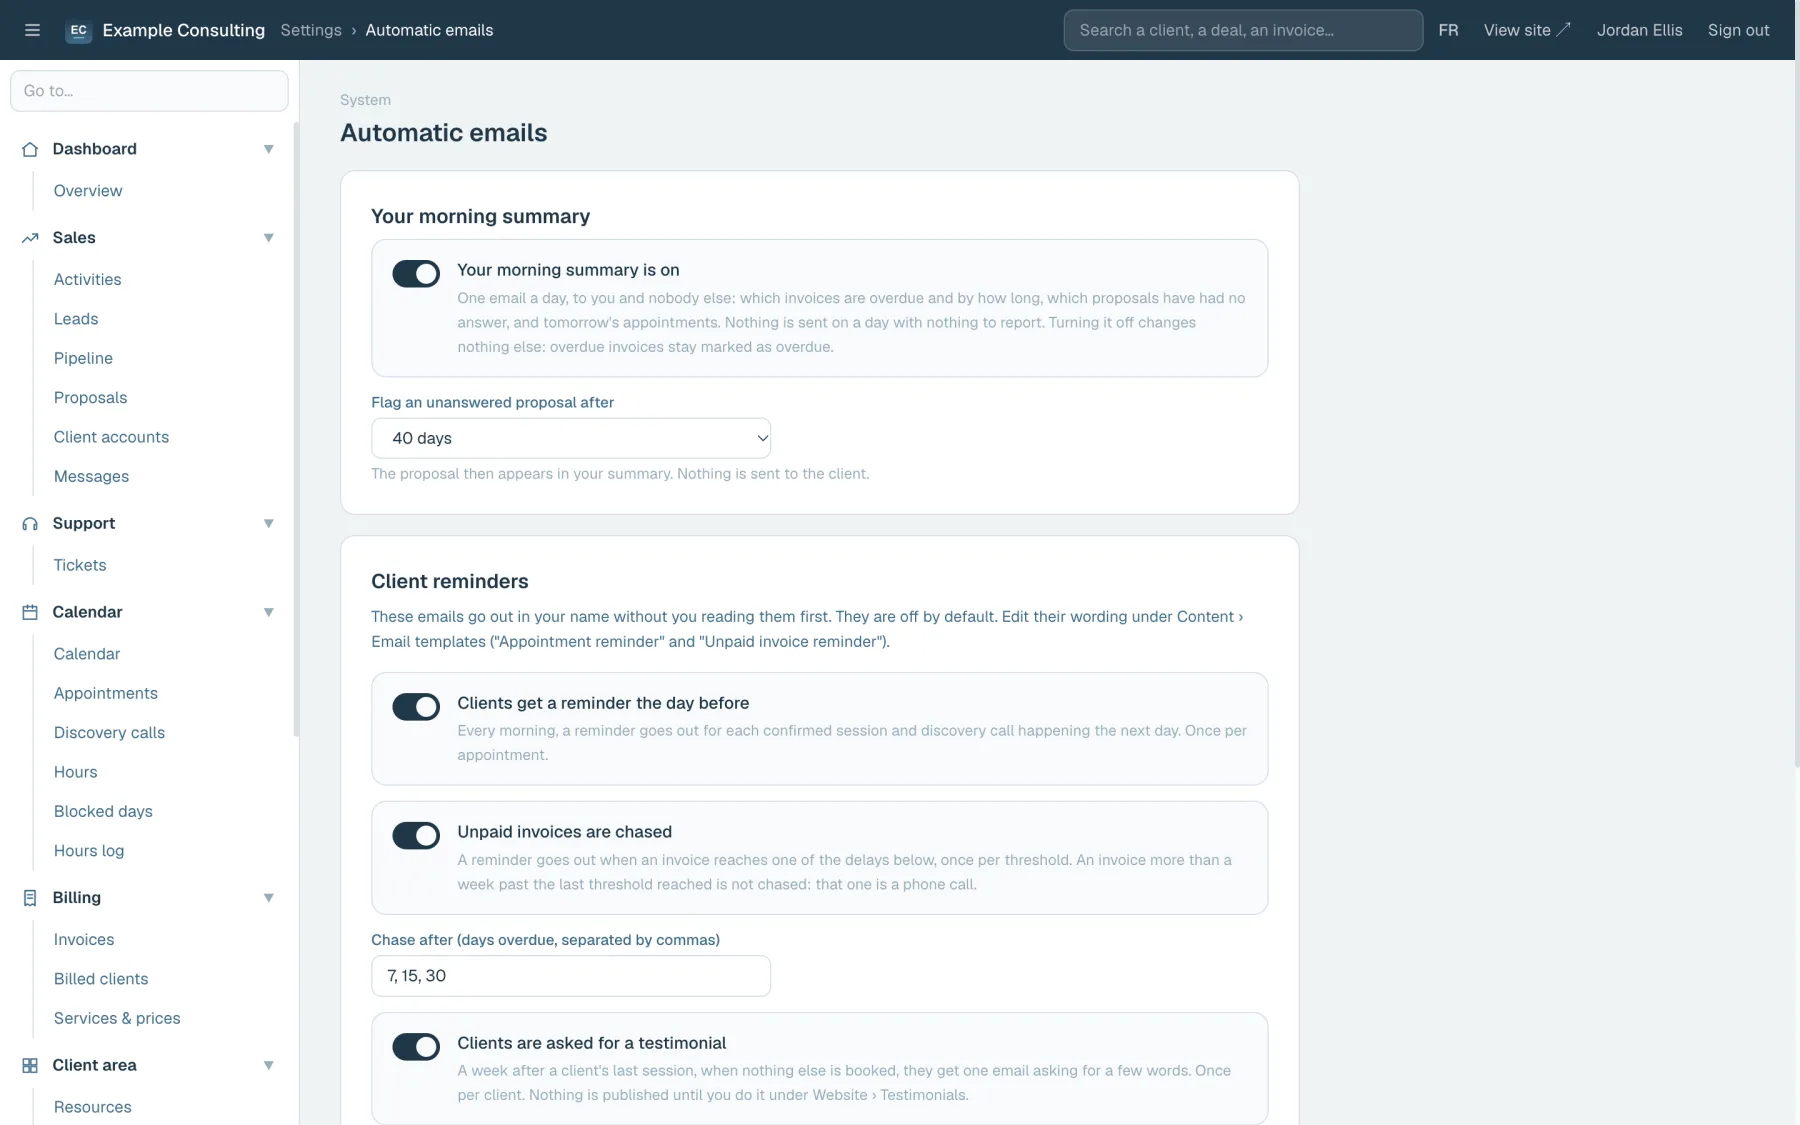 EC Example Consulting Settings › Automatic emails
Search a client, a deal, an invoice... FR View site ↗ Jordan Ellis Sign out
Go to...
Dashboard
Overview
Sales
Activities
Leads
Pipeline
Proposals
Client accounts
Messages
Support
Tickets
Calendar
Calendar
Appointments
Discovery calls
Hours
Blocked days
Hours log
Billing
Invoices
Billed clients
Services & prices
Client area
Resources
System
Automatic emails
Your morning summary
Your morning summary is on
One email a day, to you and nobody else: which invoices are overdue and by how long, which proposals have had no
answer, and tomorrow's appointments. Nothing is sent on a day with nothing to report. Turning it off changes
nothing else: overdue invoices stay marked as overdue.
Flag an unanswered proposal after
40 days
The proposal then appears in your summary. Nothing is sent to the client.
Client reminders
These emails go out in your name without you reading them first. They are off by default. Edit their wording under Content ›
Email templates ("Appointment reminder" and "Unpaid invoice reminder").
Clients get a reminder the day before
Every morning, a reminder goes out for each confirmed session and discovery call happening the next day. Once per
appointment.
Unpaid invoices are chased
A reminder goes out when an invoice reaches one of the delays below, once per threshold. An invoice more than a
week past the last threshold reached is not chased: that one is a phone call.
Chase after (days overdue, separated by commas)
7, 15, 30
Clients are asked for a testimonial
A week after a client's last session, when nothing else is booked, they get one email asking for a few words. Once
per client. Nothing is published until you do it under Website › Testimonials.